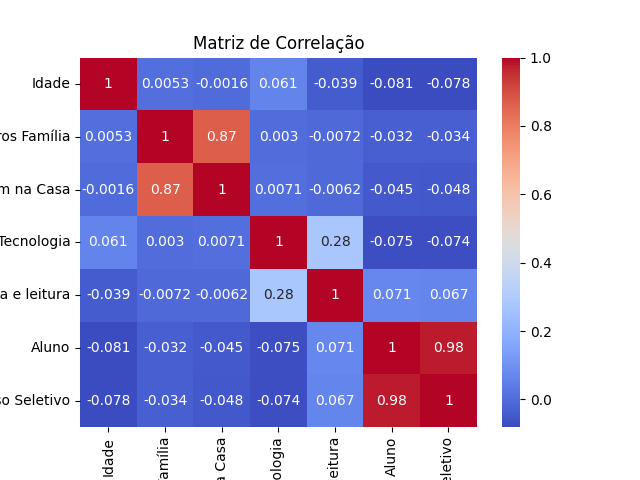 Matriz de Correlação
Idade 1 0.0053 -0.0016 0.061 -0.039 -0.081 -0.078
ros Família 0.0053 1 0.87 0.003 -0.0072 -0.032 -0.034
m na Casa -0.0016 0.87 1 0.0071 -0.0062 -0.045 -0.048
Tecnologia 0.061 0.003 0.0071 1 0.28 -0.075 -0.074
a e leitura -0.039 -0.0072 -0.0062 0.28 1 0.071 0.067
Aluno -0.081 -0.032 -0.045 -0.075 0.071 1 0.98
so Seletivo -0.078 -0.034 -0.048 -0.074 0.067 0.98 1
Idade
amília
a Casa
ologia
eitura
Aluno
eletivo
1.0
0.8
0.6
0.4
0.2
0.0